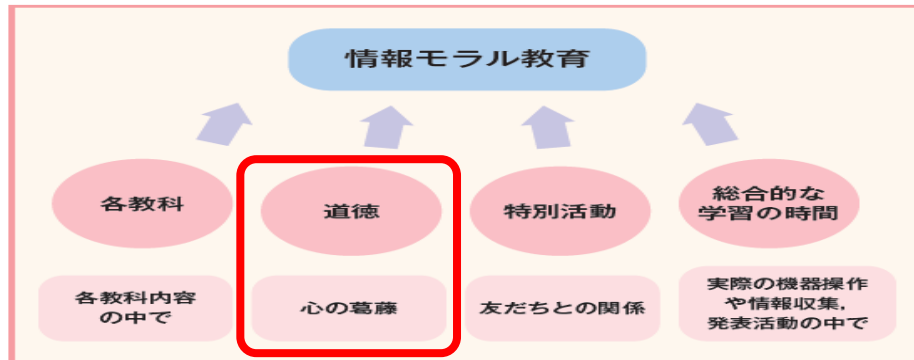 情報モラル教育
各教科
道徳
特別活動
総合的な
学習の時間
各教科内容
の中で
心の葛藤
友だちとの関係
実際の機器操作
や情報収集,
発表活動の中で